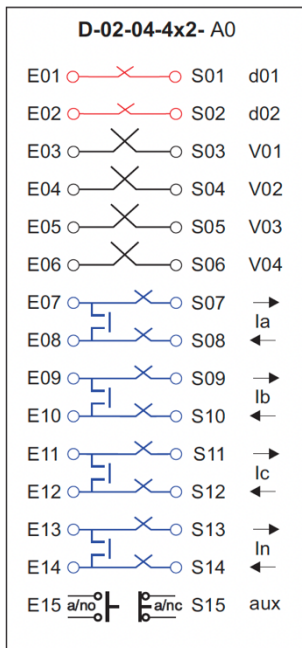 D-02-04-4x2- A0
E01 S01 d01
E02 S02 d02
E03 S03 V01
E04 S04 V02
E05 S05 V03
E06 S06 V04
E07 S07
Ia
E08 S08
E09 S09
Ib
E10 S10
E11 S11
Ic
E12 S12
E13 S13
In
E14 S14
E15 a/no a/nc S15 aux